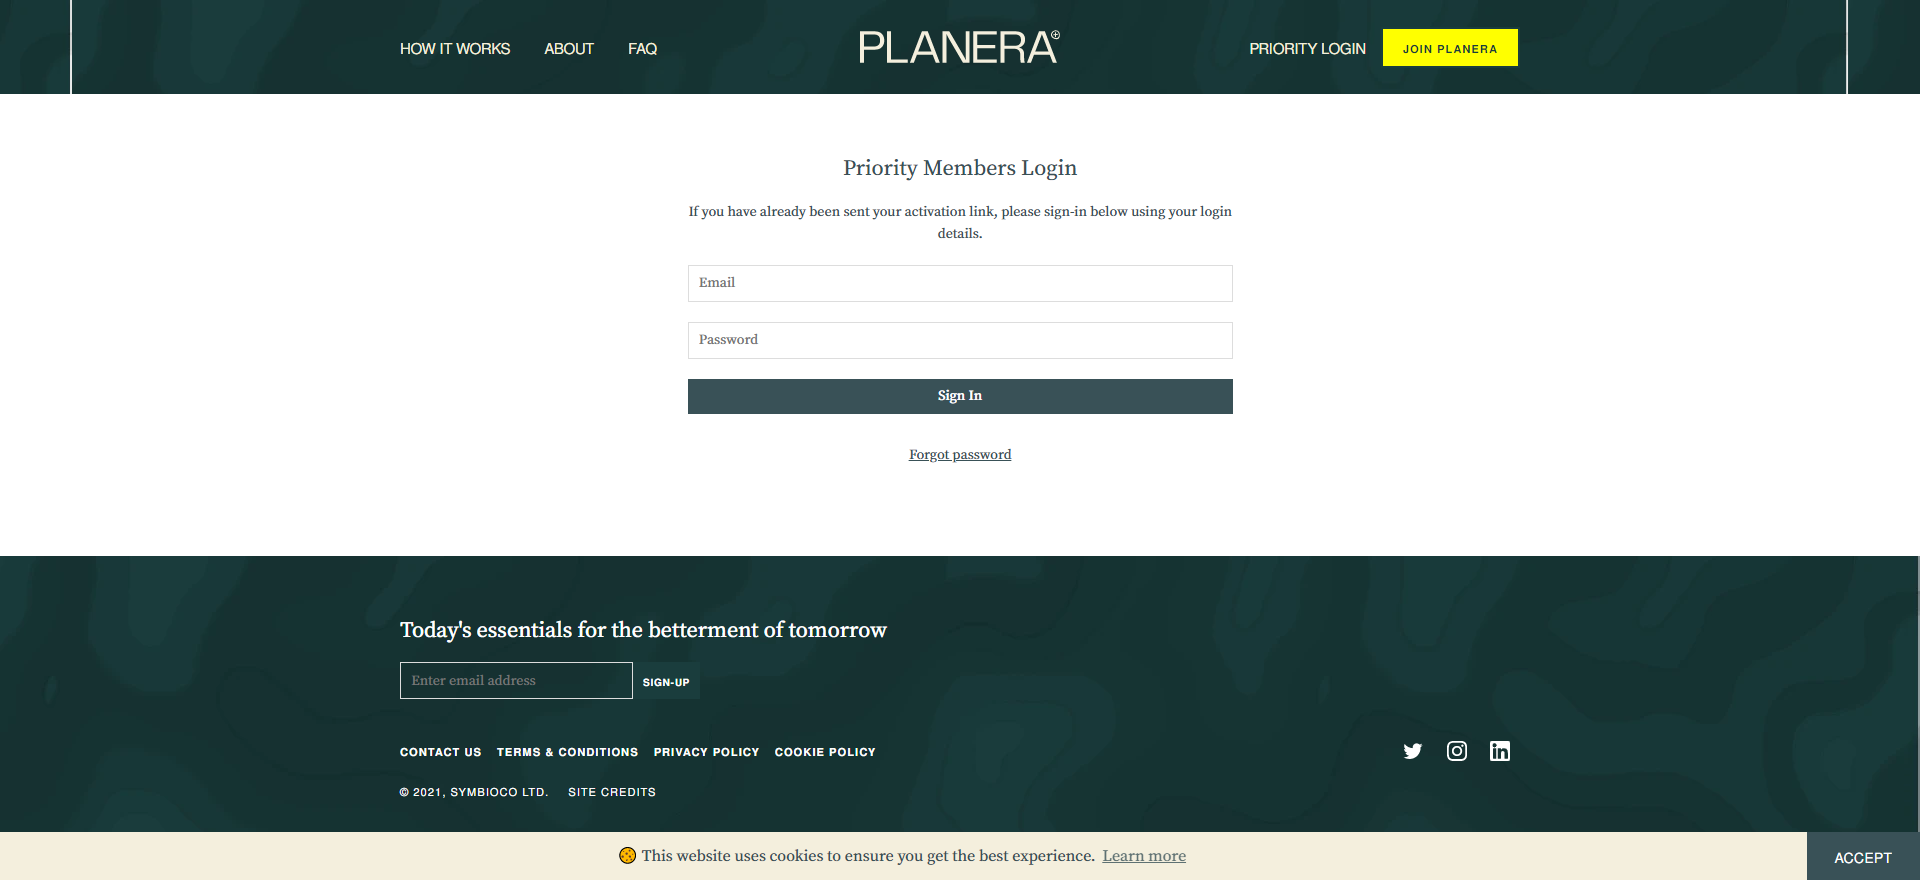 HOW IT WORKS ABOUT FAQ
PLANERA
PRIORITY LOGIN JOIN PLANERA
Priority Members Login
If you have already been sent your activation link, please sign-in below using your login
details.
Email
Password
Sign In
Forgot password
Today's essentials for the betterment of tomorrow
Enter email address SIGN-UP
CONTACT US TERMS & CONDITIONS PRIVACY POLICY COOKIE POLICY
© 2021, SYMBIOCO LTD. SITE CREDITS
This website uses cookies to ensure you get the best experience. Learn more
ACCEPT